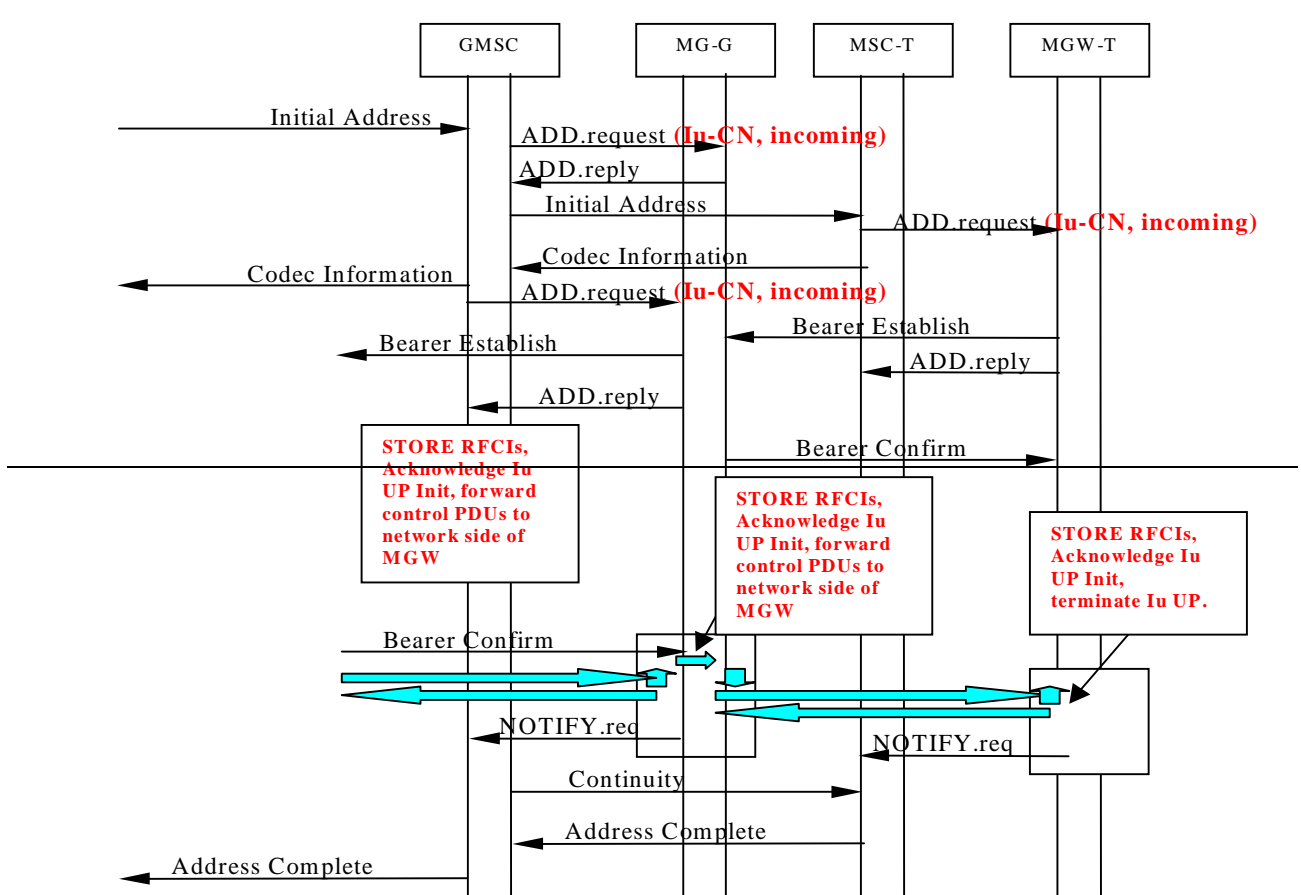 GMSC
MG-G
MSC-T
MGW-T
Initial Address
ADD.request (Iu-CN, incoming)
ADD.reply
Initial Address
ADD.request (Iu-CN, incoming)
Codec Information
Codec Information
ADD.request (Iu-CN, incoming)
Bearer Establish
Bearer Establish
ADD.reply
ADD.reply
Bearer Confirm
STORE RFCIs,
Acknowledge Iu
UP Init, forward
control PDUs to
network side of
MGW
STORE RFCIs,
Acknowledge Iu
UP Init, forward
control PDUs to
network side of
MGW
STORE RFCIs,
Acknowledge Iu
UP Init,
terminate Iu UP.
Bearer Confirm
NOTIFY.req
NOTIFY.req
Continuity
Address Complete
Address Complete